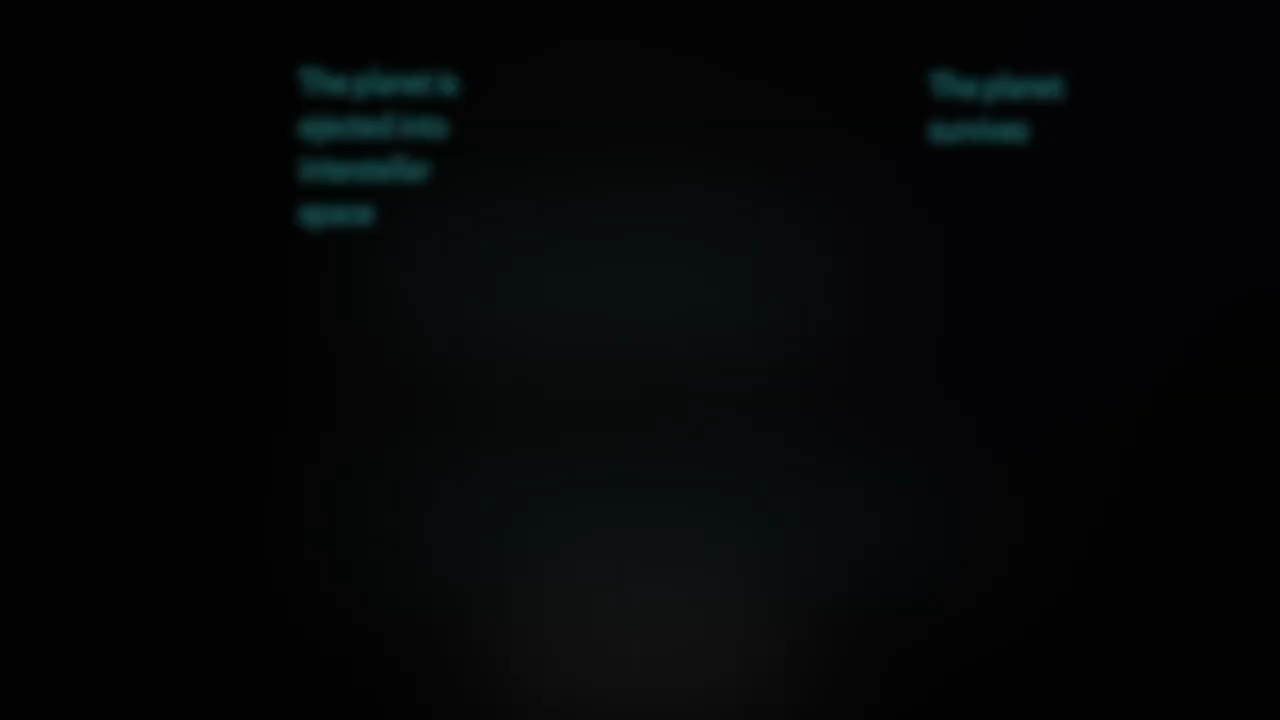 The planet is
ejected into
interstellar
space
The planet
survives